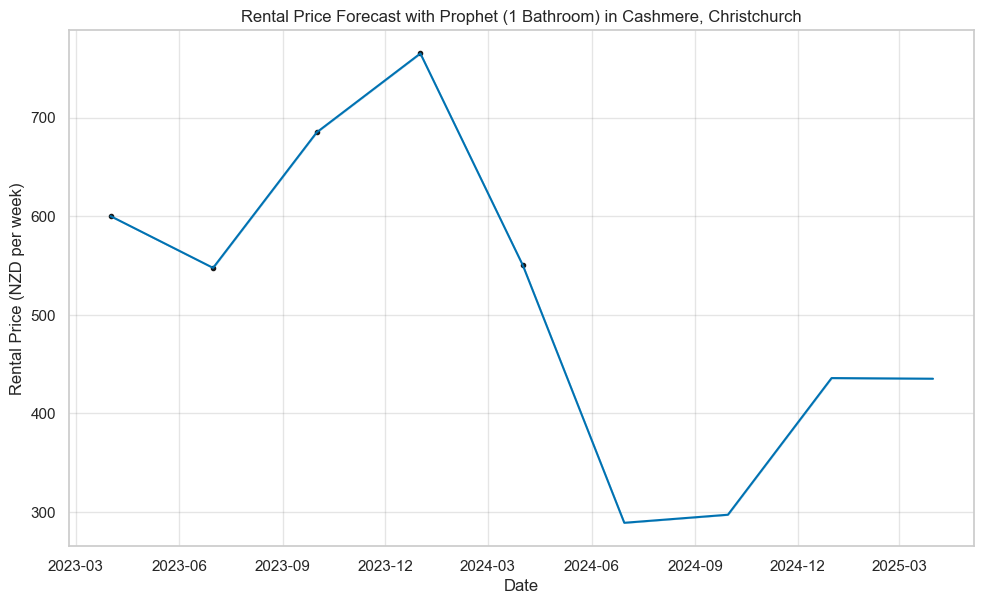 Rental Price Forecast with Prophet (1 Bathroom) in Cashmere, Christchurch
Rental Price (NZD per week)
700
600
500
400
300
2023-03 2023-06 2023-09 2023-12 2024-03 2024-06 2024-09 2024-12 2025-03
Date